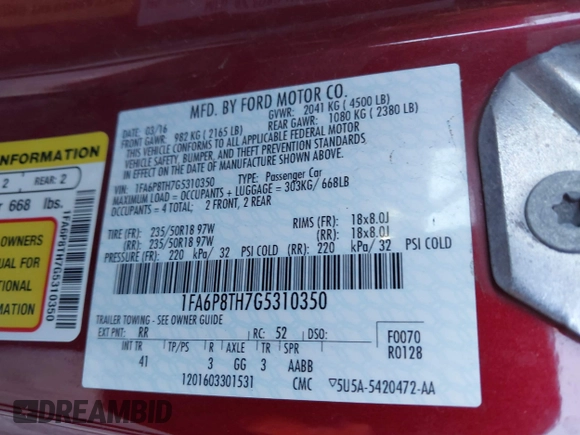 MFD. BY FORD MOTOR CO.
DATE: 03/16 GVWR: 2041 KG ( 4500 LB)
FRONT GAWR: 982 KG ( 2165 LB) REAR GAWR: 1080 KG ( 2380 LB)
THIS VEHICLE CONFORMS TO ALL APPLICABLE FEDERAL MOTOR
VEHICLE SAFETY, BUMPER, AND THEFT PREVENTION STANDARDS
IN EFFECT ON THE DATE OF MANUFACTURE SHOWN ABOVE.
VIN: 1FA6P8TH7G5310350 TYPE: Passenger Car
MAXIMUM LOAD = OCCUPANTS + LUGGAGE = 303KG/ 668LB
OCCUPANTS = 4 TOTAL; 2 FRONT, 2 REAR
TIRE (FR): 235/50R18 97W RIMS (FR): 18x8.0J
(RR): 235/50R18 97W (RR): 18x8.0J
PRESSURE (FR): 220 kPa/ 32 PSI COLD (RR): 220 kPa/ 32 PSI COLD
1FA6P8TH7G5310350
TRAILER TOWING - SEE OWNER GUIDE
EXT PNT: RR RC: 52 DSO: F0070
INT TR TP/PS R AXLE TR SPR R0128
41 3 GG 3 AABB
1201603301531 CMC ▽5U5A-5420472-AA
INFORMATION
2 REAR: 2
668 lbs.
OWNERS
UAL FOR
TIONAL
MATION
1FA6P8TH7G5310350
DREAMBID